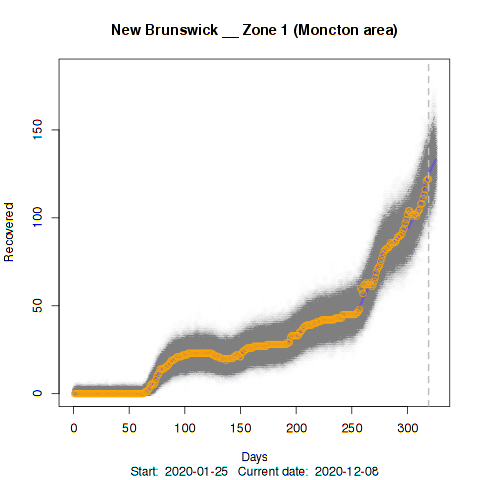 New Brunswick __ Zone 1 (Moncton area)
Recovered
150
100
50
0
0 50 100 150 200 250 300
Days
Start: 2020-01-25 Current date: 2020-12-08